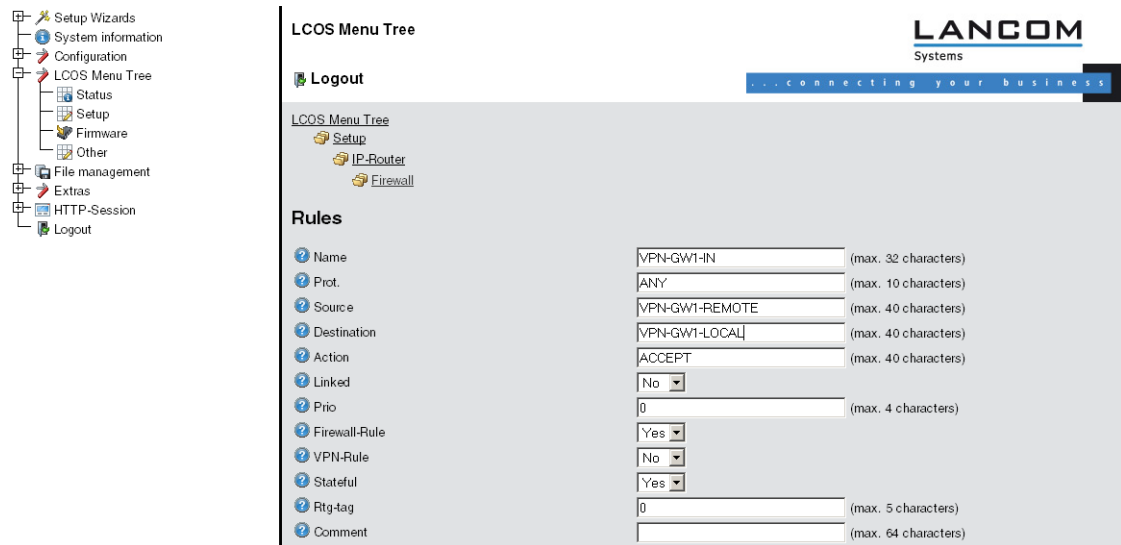 Setup Wizards
System information
Configuration
LCOS Menu Tree
Status
Setup
Firmware
Other
File management
Extras
HTTP-Session
Logout
LCOS Menu Tree
LANCOM
Systems
Logout
...connecting your business
LCOS Menu Tree
Setup
IP-Router
Firewall
Rules
Name VPN-GW1-IN (max. 32 characters)
Prot. ANY (max. 10 characters)
Source VPN-GW1-REMOTE (max. 40 characters)
Destination VPN-GW1-LOCAL (max. 40 characters)
Action ACCEPT (max. 40 characters)
Linked No
Prio 0 (max. 4 characters)
Firewall-Rule Yes
VPN-Rule No
Stateful Yes
Rtg-tag 0 (max. 5 characters)
Comment (max. 64 characters)